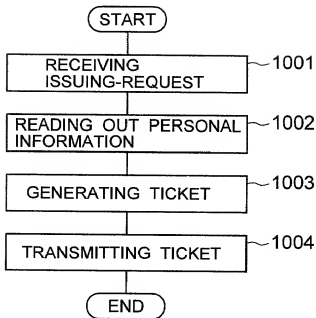 START
RECEIVING
ISSUING-REQUEST
1001
READING OUT PERSONAL
INFORMATION
1002
GENERATING TICKET
1003
TRANSMITTING TICKET
1004
END